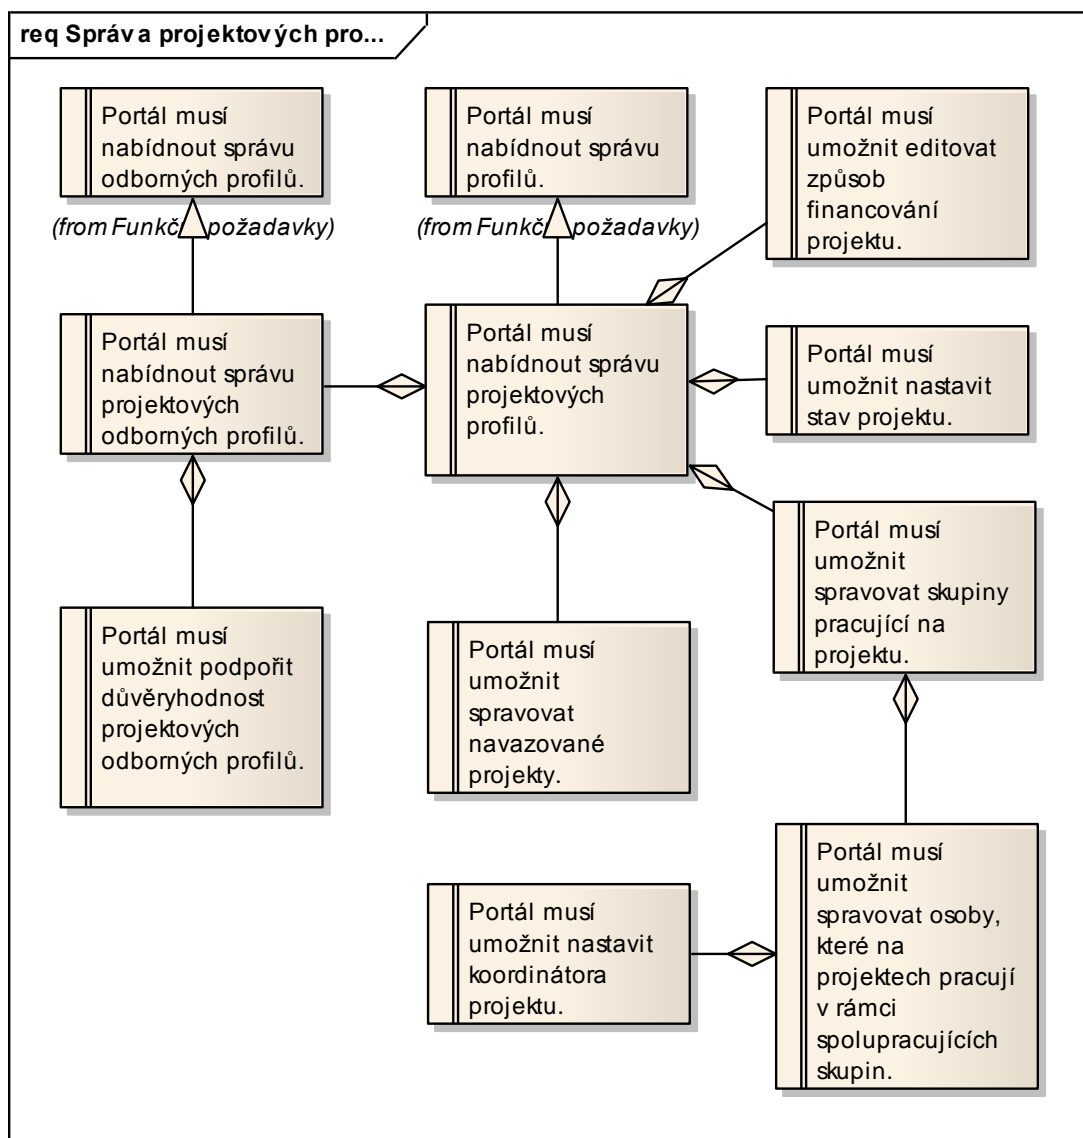 req Správa projektových pro...
Portál musí
nabídnout správu
odborných profilů.
(from Funkč požadavky)
Portál musí
nabídnout správu
profilů.
(from Funkč požadavky)
Portál musí
umožnit editovat
způsob
financování
projektu.
Portál musí
nabídnout správu
projektových
odborných profilů.
Portál musí
nabídnout správu
projektových
profilů.
Portál musí
umožnit nastavit
stav projektu.
Portál musí
umožnit
spravovat skupiny
pracující na
projektu.
Portál musí
umožnit podpořit
důvěryhodnost
projektových
odborných profilů.
Portál musí
umožnit
spravovat
navazované
projekty.
Portál musí
umožnit nastavit
koordinátora
projektu.
Portál musí
umožnit
spravovat osoby,
které na
projektech pracují
v rámci
spolupracujících
skupin.